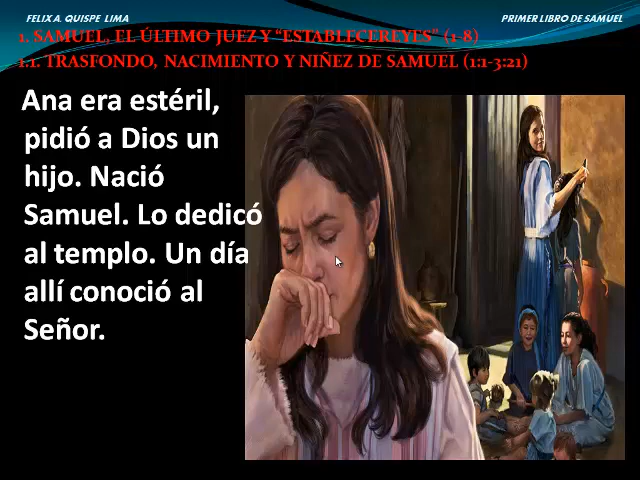 FELIX A. QUISPE LIMA
PRIMER LIBRO DE SAMUEL
1. SAMUEL, EL ÚLTIMO JUEZ Y “ESTABLECEREYES” (1-8)
1.1. TRASFONDO, NACIMIENTO Y NIÑEZ DE SAMUEL (1:1-3:21)
Ana era estéril,
pidió a Dios un
hijo. Nació
Samuel. Lo dedicó
al templo. Un día
allí conoció al
Señor.